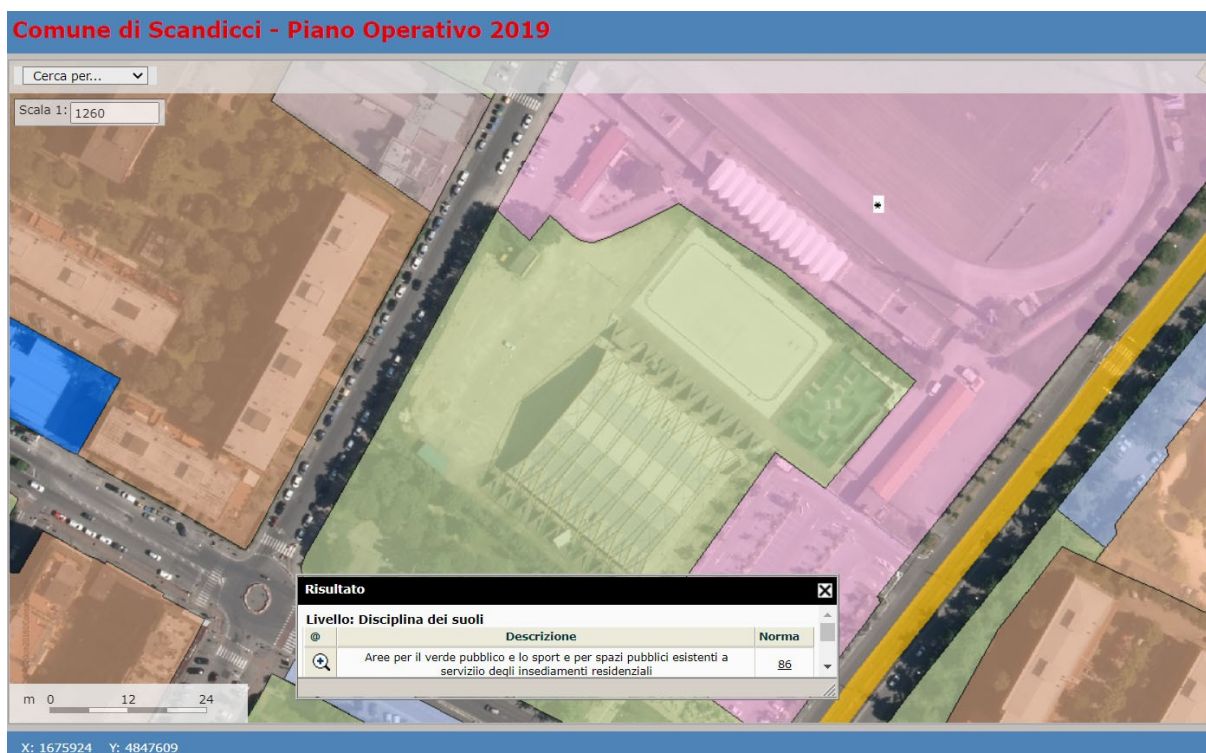 Comune di Scandicci - Piano Operativo 2019
Cerca per...
Scala 1: 1260
*
Risultato
Livello: Disciplina dei suoli
@ Descrizione Norma
Aree per il verde pubblico e lo sport e per spazi pubblici esistenti a 86
serviziio degli insediamenti residenziali
m 0 12 24
X: 1675924 Y: 4847609